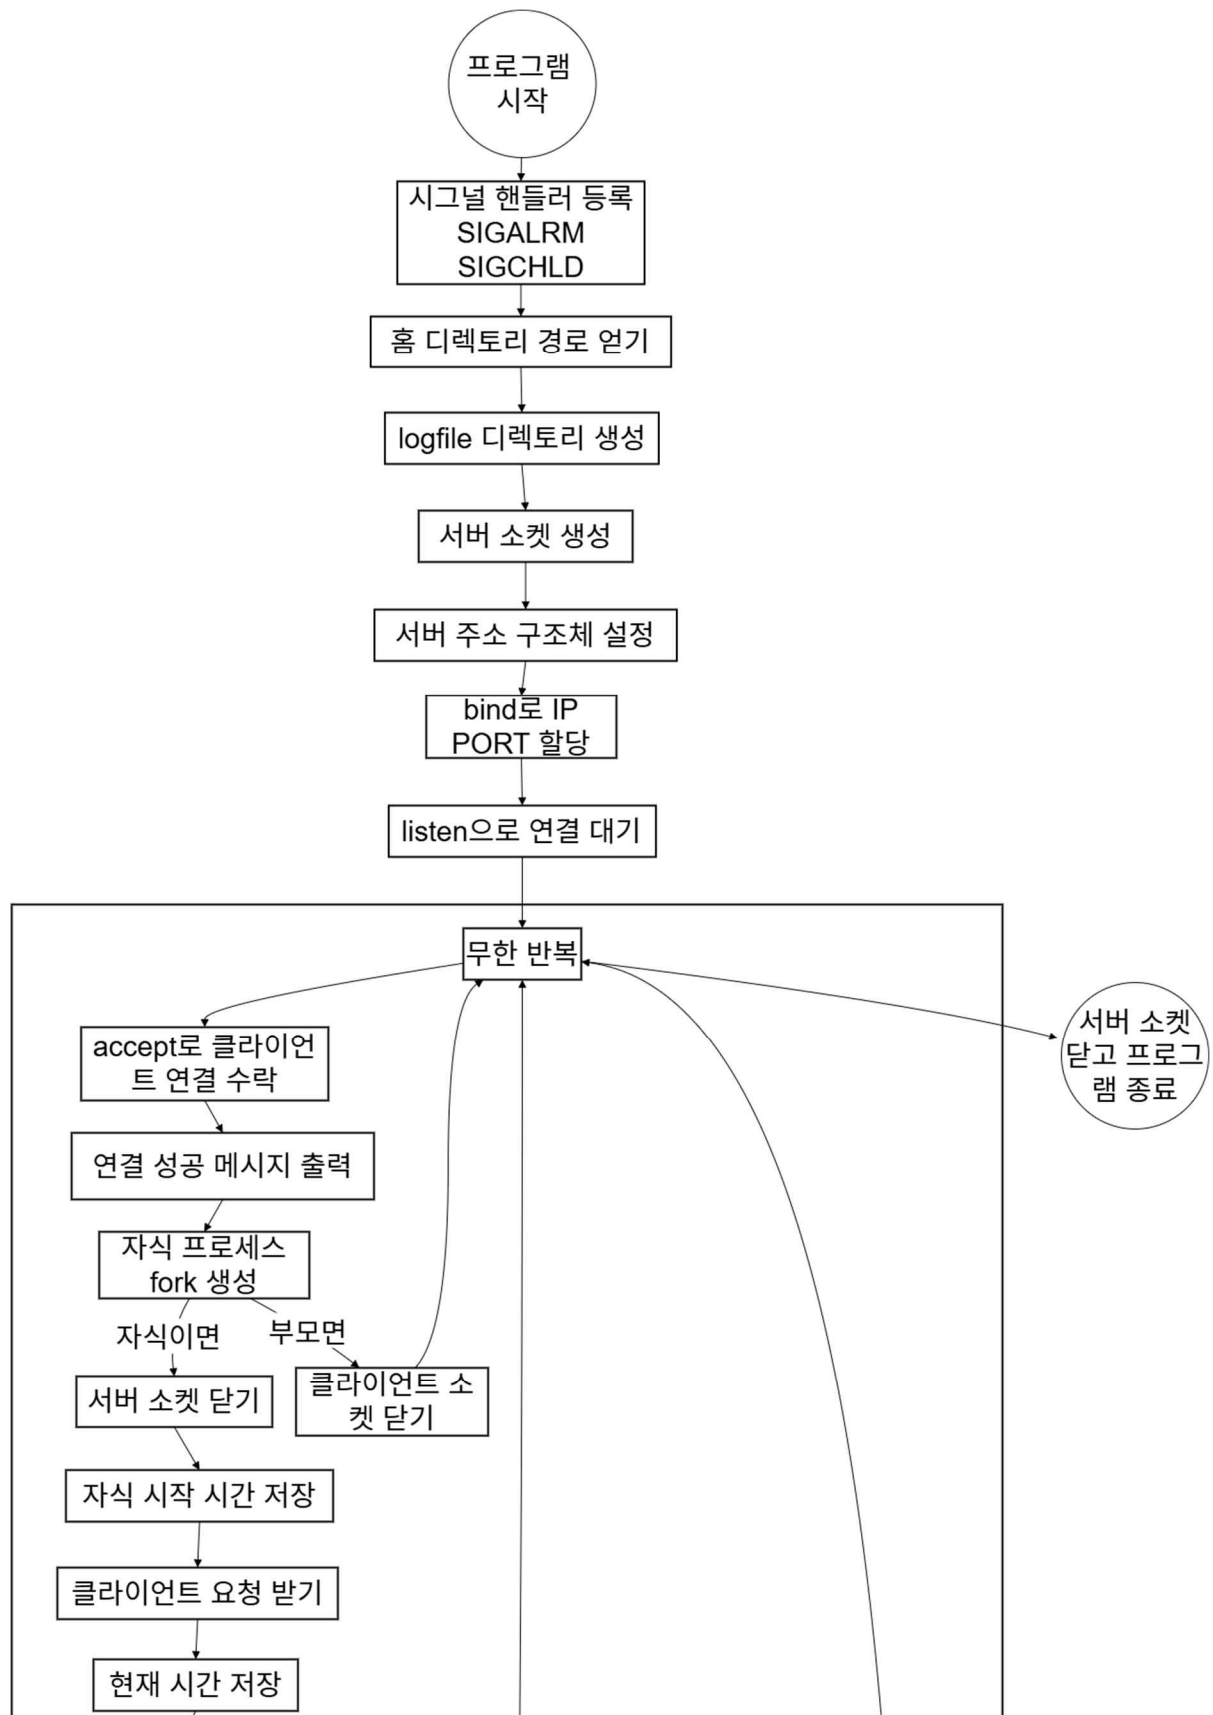 프로그램
시작
시그널 핸들러 등록
SIGALRM
SIGCHLD
홈 디렉토리 경로 얻기
logfile 디렉토리 생성
서버 소켓 생성
서버 주소 구조체 설정
bind로 IP
PORT 할당
listen으로 연결 대기
무한 반복
서버 소켓
닫고 프로그
램 종료
accept로 클라이언
트 연결 수락
연결 성공 메시지 출력
자식 프로세스
fork 생성
자식이면
부모면
서버 소켓 닫기
클라이언트 소
켓 닫기
자식 시작 시간 저장
클라이언트 요청 받기
현재 시간 저장